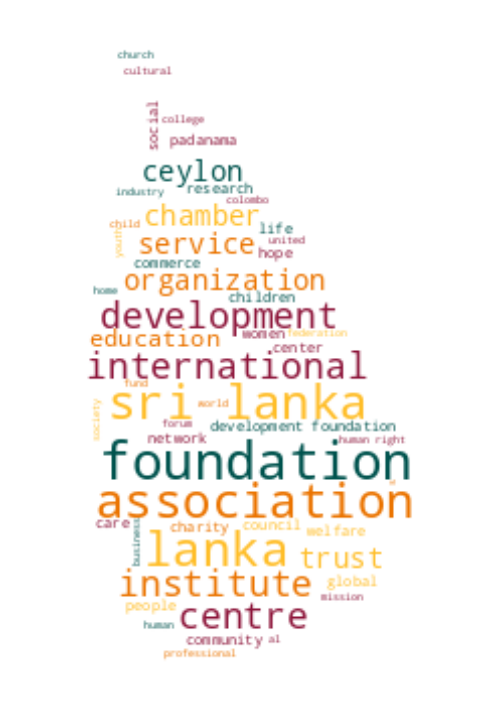 church
cultural
social
college
padanama
ceylon
research
industry
colombo
chamber
child
life
youth
service
united
hope
commerce
organization
home
children
development
women federation
education
center
international
fund
sri lanka
world
society
forum
development foundation
network
human right
foundation
association
care
charity
council
welfare
business
lanka
trust
institute
global
mission
people
centre
human
community
al
professional